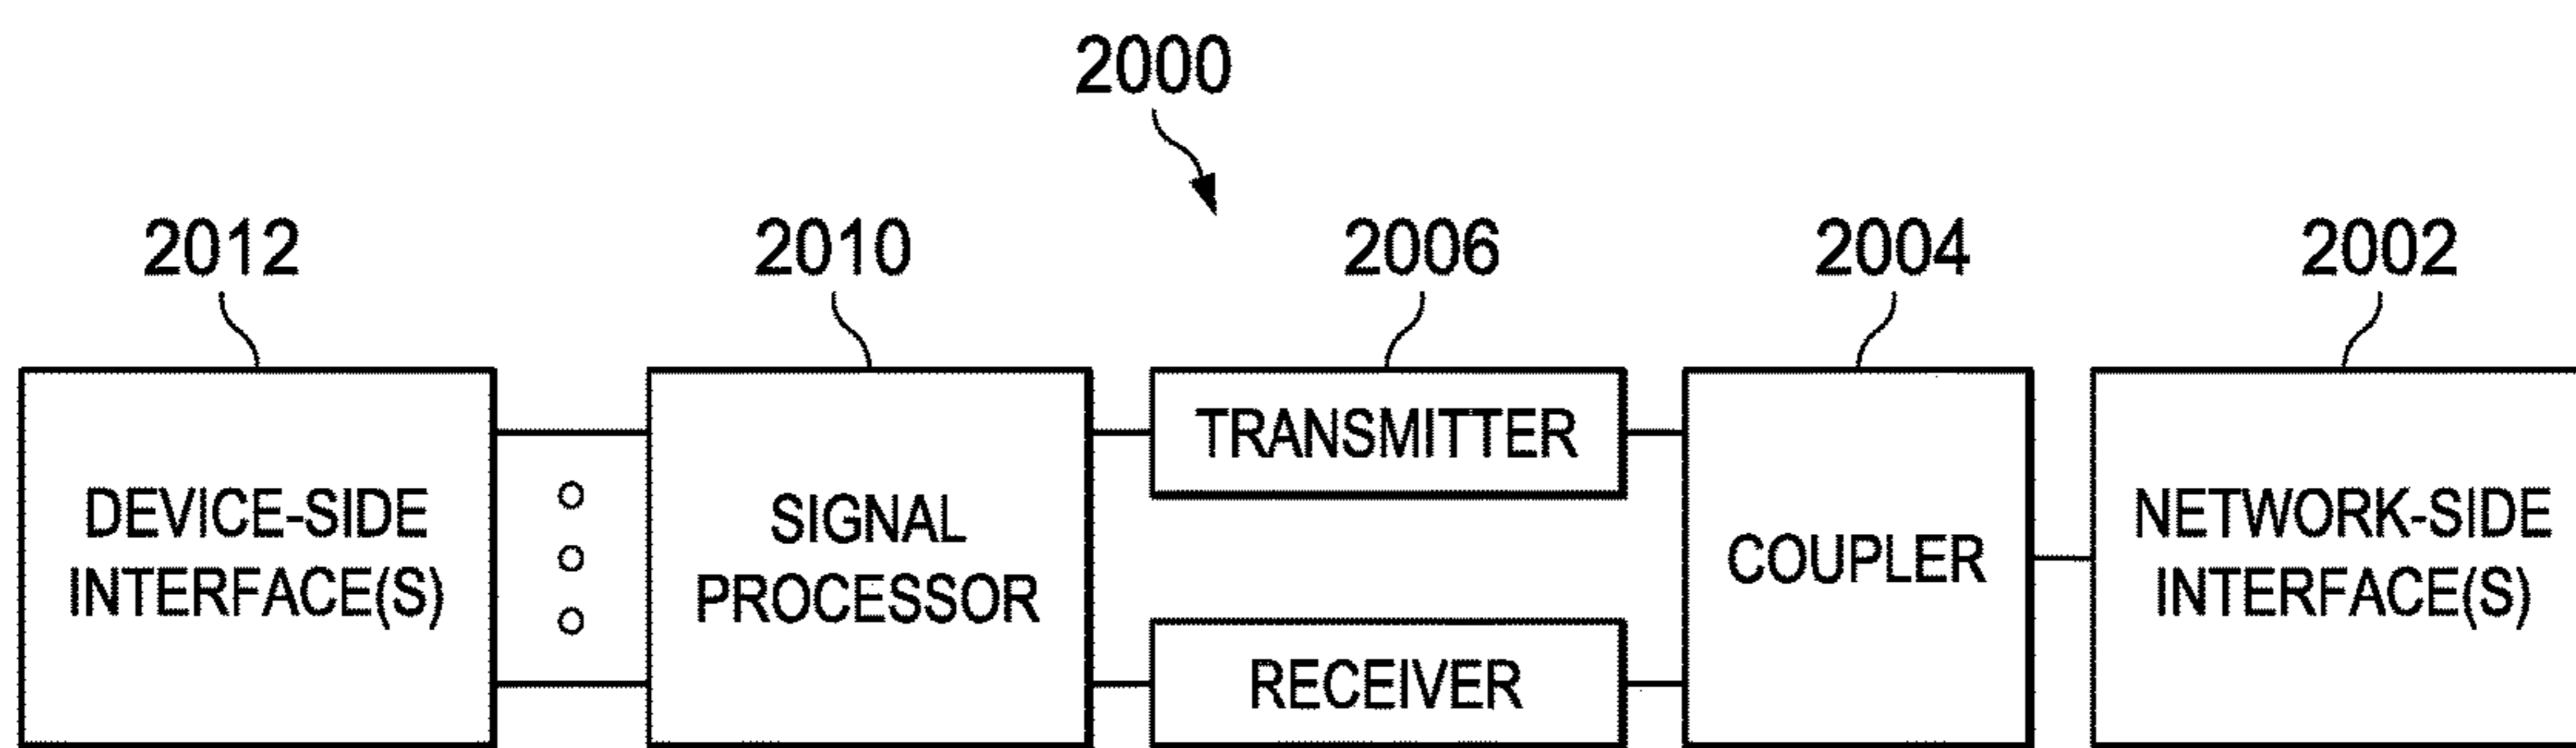 2000
2012
2010
2006
2004
2002
DEVICE-SIDE
INTERFACE(S)
SIGNAL
PROCESSOR
TRANSMITTER
RECEIVER
COUPLER
NETWORK-SIDE
INTERFACE(S)